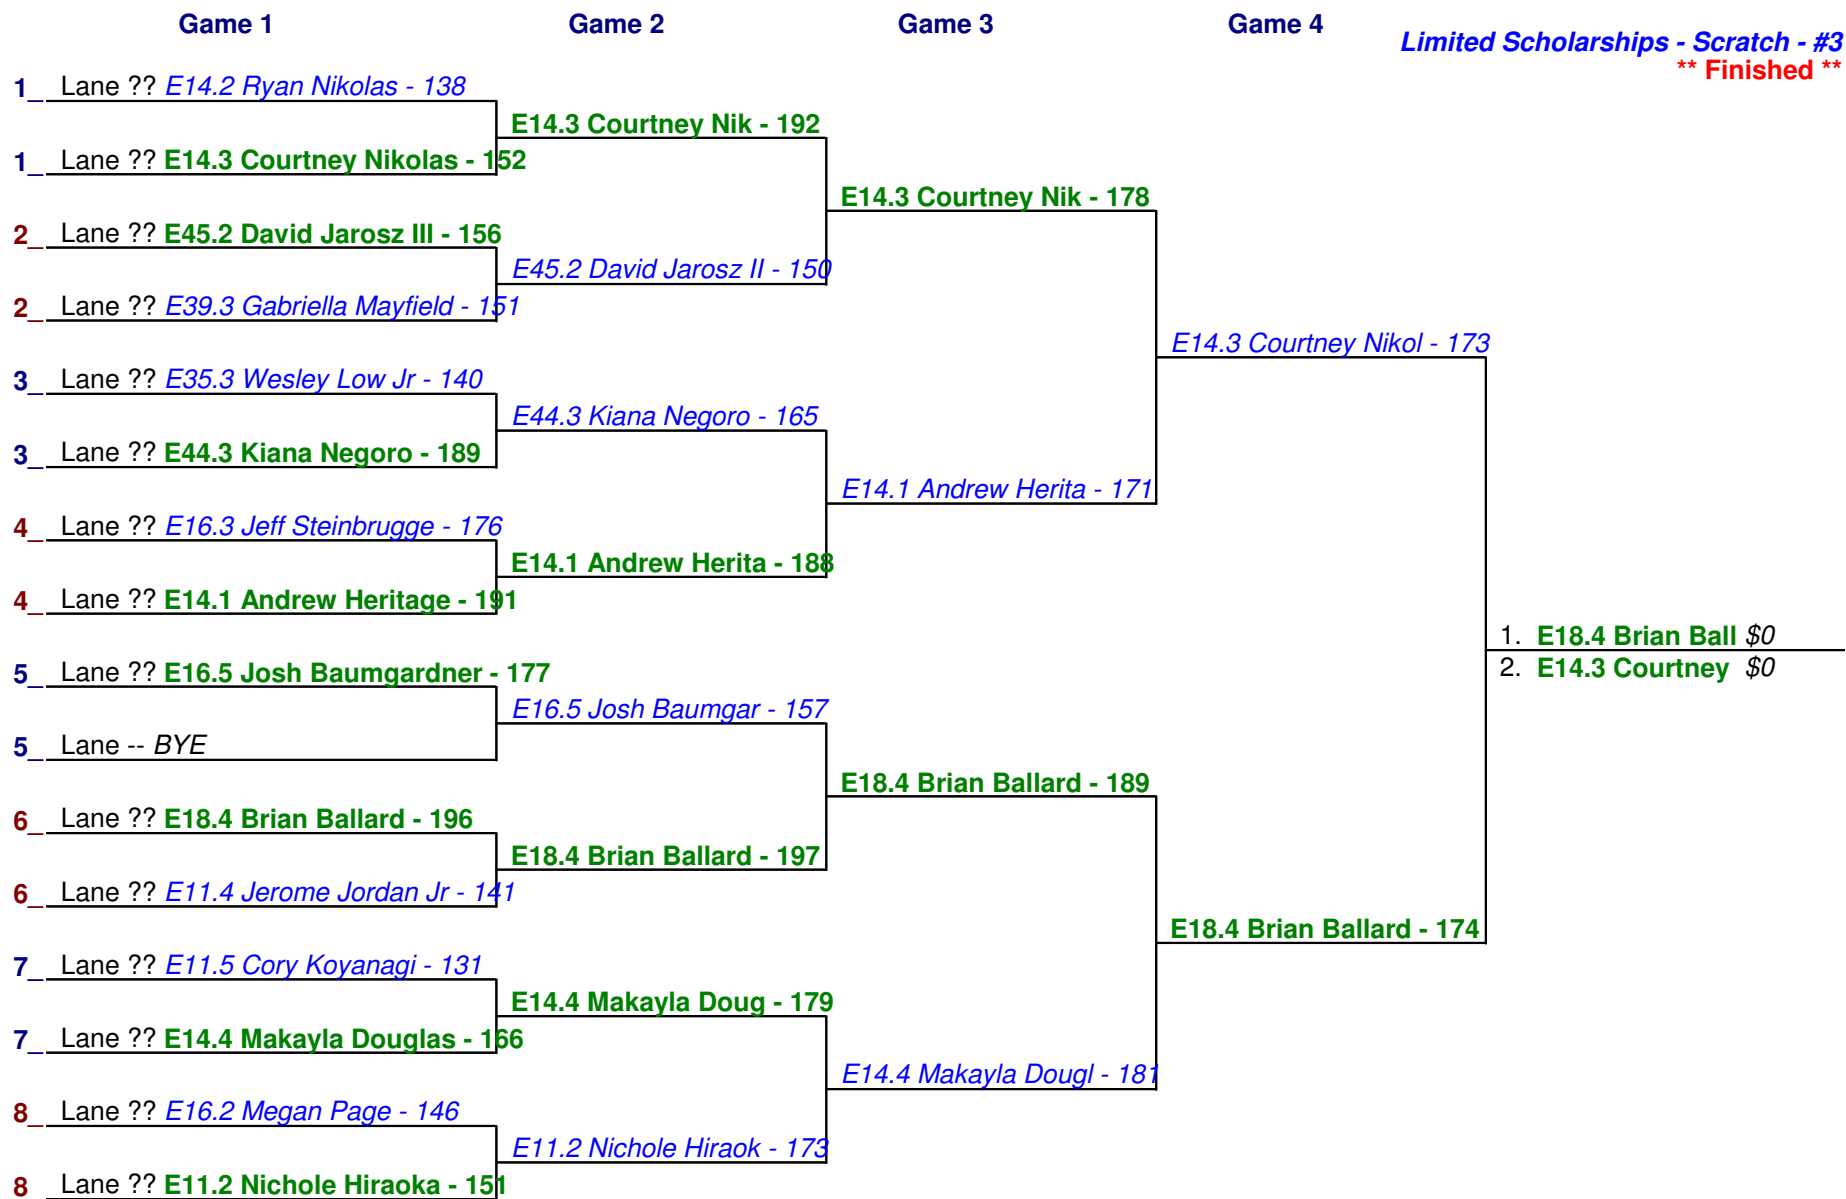 Game 1 Game 2 Game 3 Game 4
Limited Scholarships - Scratch - #3
** Finished **
1_ Lane ?? E14.2 Ryan Nikolas - 138
E14.3 Courtney Nik - 192
1_ Lane ?? E14.3 Courtney Nikolas - 152
E14.3 Courtney Nik - 178
2_ Lane ?? E45.2 David Jarosz III - 156
E45.2 David Jarosz II - 150
2_ Lane ?? E39.3 Gabriella Mayfield - 151
E14.3 Courtney Nikol - 173
3_ Lane ?? E35.3 Wesley Low Jr - 140
E44.3 Kiana Negoro - 165
3_ Lane ?? E44.3 Kiana Negoro - 189
E14.1 Andrew Herita - 171
4_ Lane ?? E16.3 Jeff Steinbrugge - 176
E14.1 Andrew Herita - 188
4_ Lane ?? E14.1 Andrew Heritage - 191
1. E18.4 Brian Ball $0
2. E14.3 Courtney $0
5_ Lane ?? E16.5 Josh Baumgardner - 177
E16.5 Josh Baumgar - 157
5_ Lane -- BYE
E18.4 Brian Ballard - 189
6_ Lane ?? E18.4 Brian Ballard - 196
E18.4 Brian Ballard - 197
6_ Lane ?? E11.4 Jerome Jordan Jr - 141
E18.4 Brian Ballard - 174
7_ Lane ?? E11.5 Cory Koyanagi - 131
E14.4 Makayla Doug - 179
7_ Lane ?? E14.4 Makayla Douglas - 166
E14.4 Makayla Dougl - 181
8_ Lane ?? E16.2 Megan Page - 146
E11.2 Nichole Hiraok - 173
8 Lane ?? E11.2 Nichole Hiraoka - 151